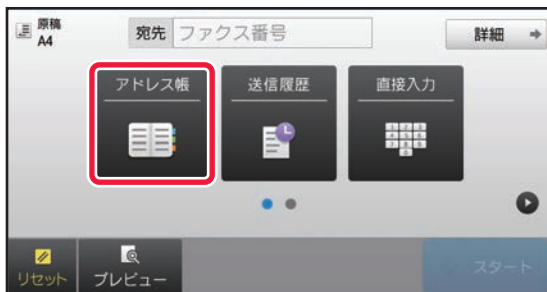 原稿
A4
宛先 ファクス番号
詳細
アドレス帳 送信履歴 直接入力
リセット プレビュー スタート